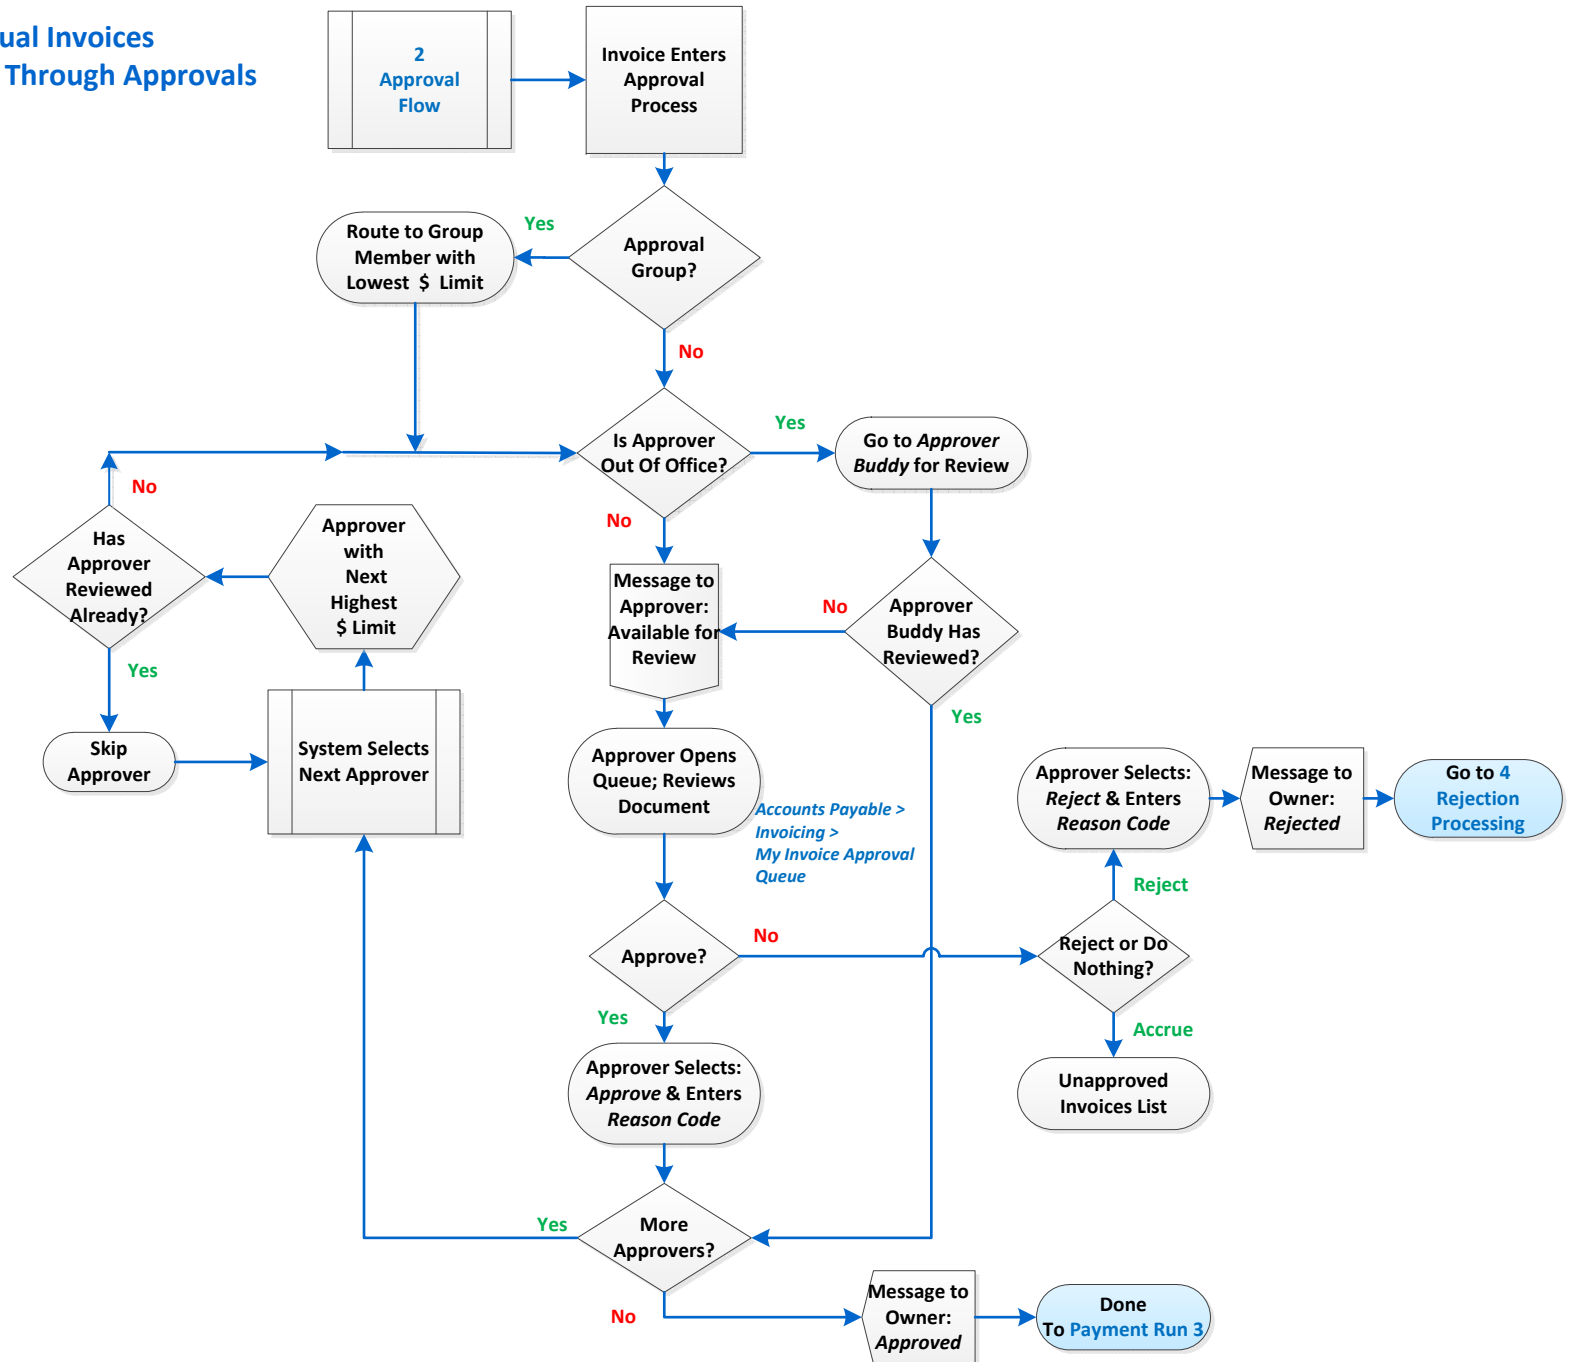 ual Invoices
Through Approvals
2
Approval
Flow
Invoice Enters
Approval
Process
Yes
Route to Group
Member with
Lowest $ Limit
Approval
Group?
No
Is Approver
Out Of Office?
Yes
Go to Approver
Buddy for Review
No
Has
Approver
Reviewed
Already?
Approver
with
Next
Highest
$ Limit
No
Message to
Approver:
Available for
Review
No
Approver
Buddy Has
Reviewed?
Yes
Yes
Skip
Approver
System Selects
Next Approver
Approver Opens
Queue; Reviews
Document
Accounts Payable >
Invoicing >
My Invoice Approval
Queue
Approver Selects:
Reject & Enters
Reason Code
Message to
Owner:
Rejected
Go to 4
Rejection
Processing
Reject
Approve?
No
Reject or Do
Nothing?
Yes
Accrue
Approver Selects:
Approve & Enters
Reason Code
Unapproved
Invoices List
Yes
More
Approvers?
No
Message to
Owner:
Approved
Done
To Payment Run 3